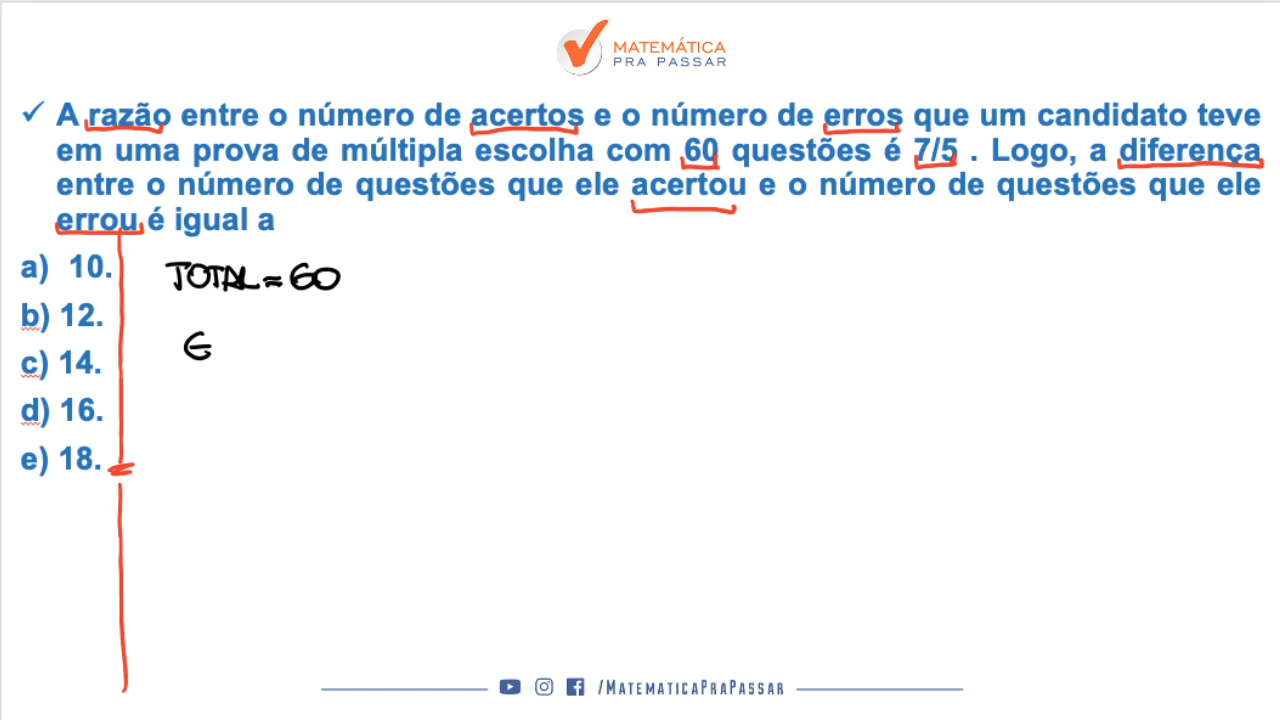 MATEMÁTICA
PRA PASSAR
✓ A razão entre o número de acertos e o número de erros que um candidato teve
em uma prova de múltipla escolha com 60 questões é 7/5 . Logo, a diferença
entre o número de questões que ele acertou e o número de questões que ele
errou é igual a
a) 10.
TOTAL = 60
b) 12.
E
c) 14.
d) 16.
e) 18.
/MATEMATICAPRAPASSAR